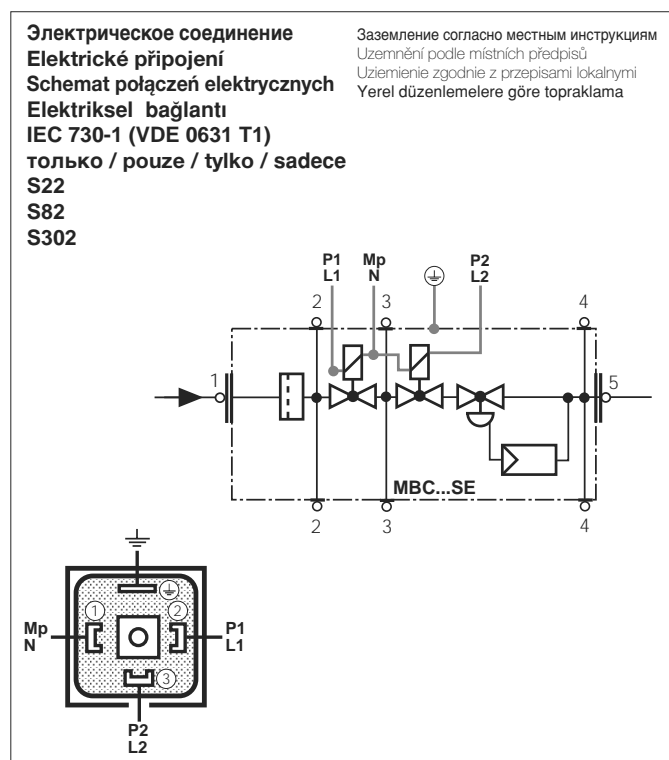 Электрическое соединение
Elektrické připojení
Schemat połączeń elektrycznych
Elektriksel bağlantı
IEC 730-1 (VDE 0631 T1)
только / pouze / tylko / sadece
S22
S82
S302
Заземление согласно местным инструкциям
Uzemnění podle místních předpisů
Uziemienie zgodnie z przepisami lokalnymi
Yerel düzenlemelere göre topraklama
P1 Mp P2
L1 N L2
2 3 4
1 5
MBC...SE
2 3 4
1 2
Mp P1
N L1
3
P2
L2